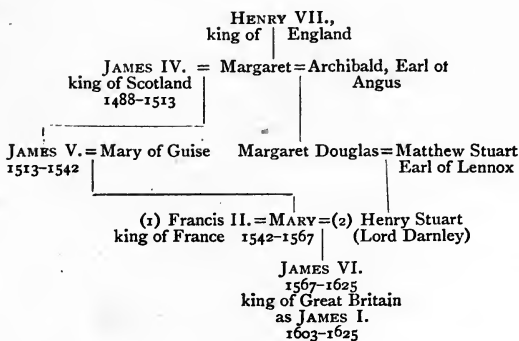 HENRY VII.,
king of England
JAMES IV. = Margaret = Archibald, Earl of
king of Scotland Angus
1488-1513
JAMES V. = Mary of Guise Margaret Douglas = Matthew Stuart
1513-1542 Earl of Lennox
(1) Francis II. = MARY = (2) Henry Stuart
king of France 1542-1567 (Lord Darnley)
JAMES VI.
1567-1625
king of Great Britain
as JAMES I.
1603-1625